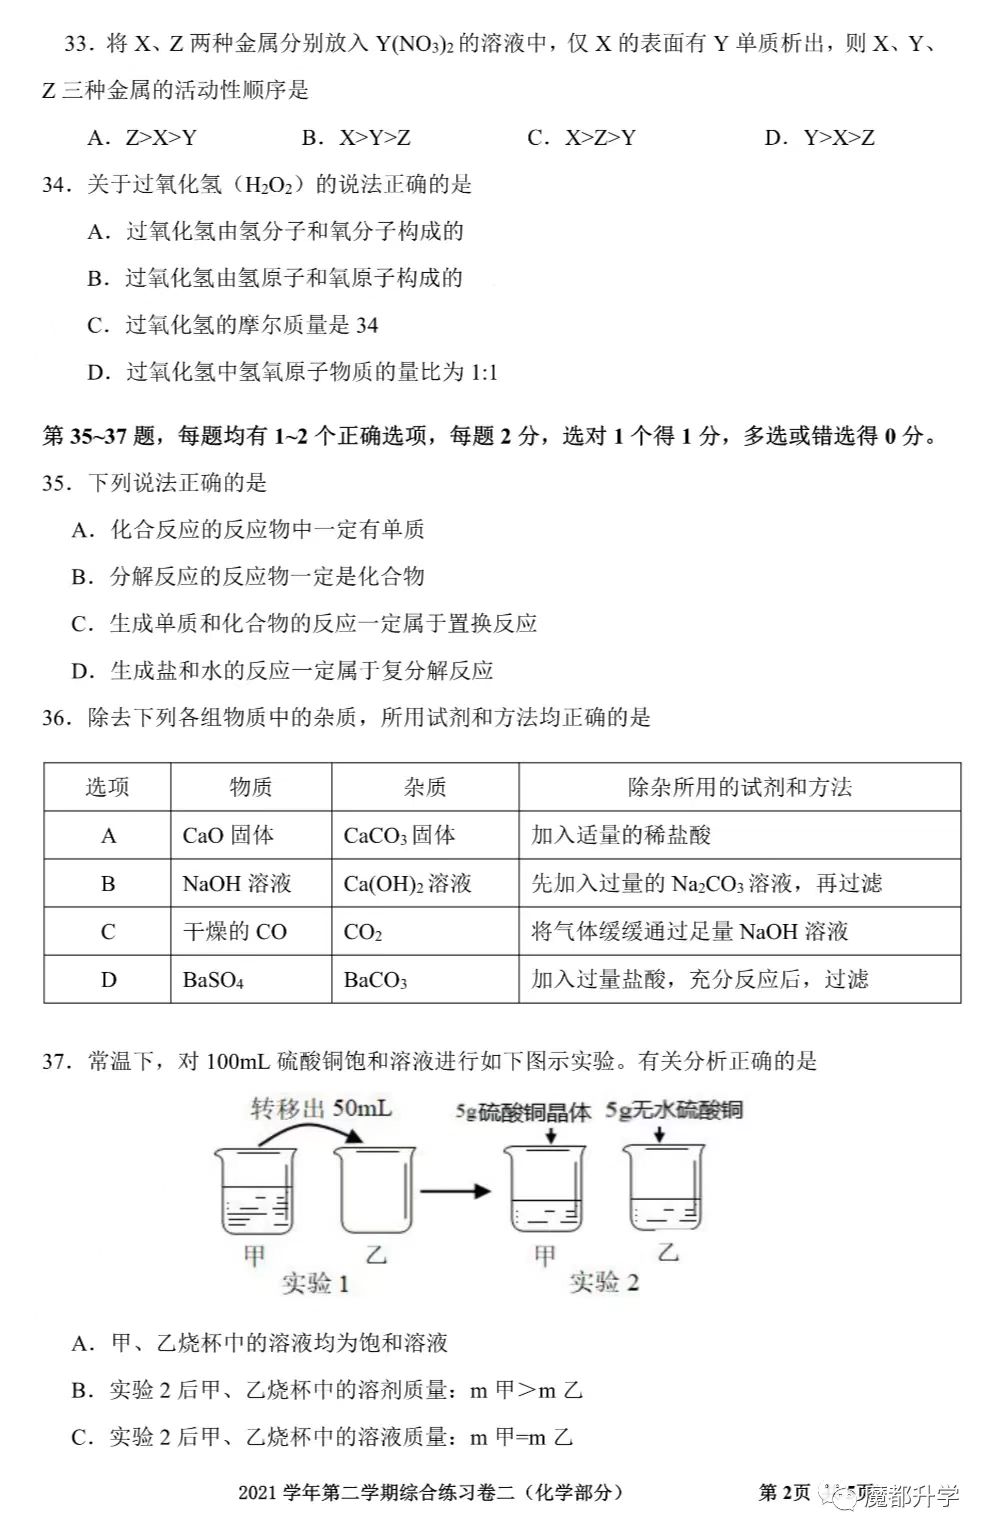 33．将 X、Z 两种金属分别放入 Y(NO₃)₂ 的溶液中，仅 X 的表面有 Y 单质析出，则 X、Y、
Z 三种金属的活动性顺序是
A．Z>X>Y B．X>Y>Z C．X>Z>Y D．Y>X>Z
34．关于过氧化氢（H₂O₂）的说法正确的是
A．过氧化氢由氢分子和氧分子构成的
B．过氧化氢由氢原子和氧原子构成的
C．过氧化氢的摩尔质量是 34
D．过氧化氢中氢氧原子物质的量比为 1:1
第 35~37 题，每题均有 1~2 个正确选项，每题 2 分，选对 1 个得 1 分，多选或错选得 0 分。
35．下列说法正确的是
A．化合反应的反应物中一定有单质
B．分解反应的反应物一定是化合物
C．生成单质和化合物的反应一定属于置换反应
D．生成盐和水的反应一定属于复分解反应
36．除去下列各组物质中的杂质，所用试剂和方法均正确的是
选项 物质 杂质 除杂所用的试剂和方法
A CaO 固体 CaCO₃ 固体 加入适量的稀盐酸
B NaOH 溶液 Ca(OH)₂ 溶液 先加入过量的 Na₂CO₃ 溶液，再过滤
C 干燥的 CO CO₂ 将气体缓缓通过足量 NaOH 溶液
D BaSO₄ BaCO₃ 加入过量盐酸，充分反应后，过滤
37．常温下，对 100mL 硫酸铜饱和溶液进行如下图示实验。有关分析正确的是
转移出 50mL 5g硫酸铜晶体 5g无水硫酸铜
甲 乙 甲 乙
实验 1 实验 2
A．甲、乙烧杯中的溶液均为饱和溶液
B．实验 2 后甲、乙烧杯中的溶剂质量：m 甲＞m 乙
C．实验 2 后甲、乙烧杯中的溶液质量：m 甲=m 乙
2021 学年第二学期综合练习卷二（化学部分） 第 2页 5页
魔都升学